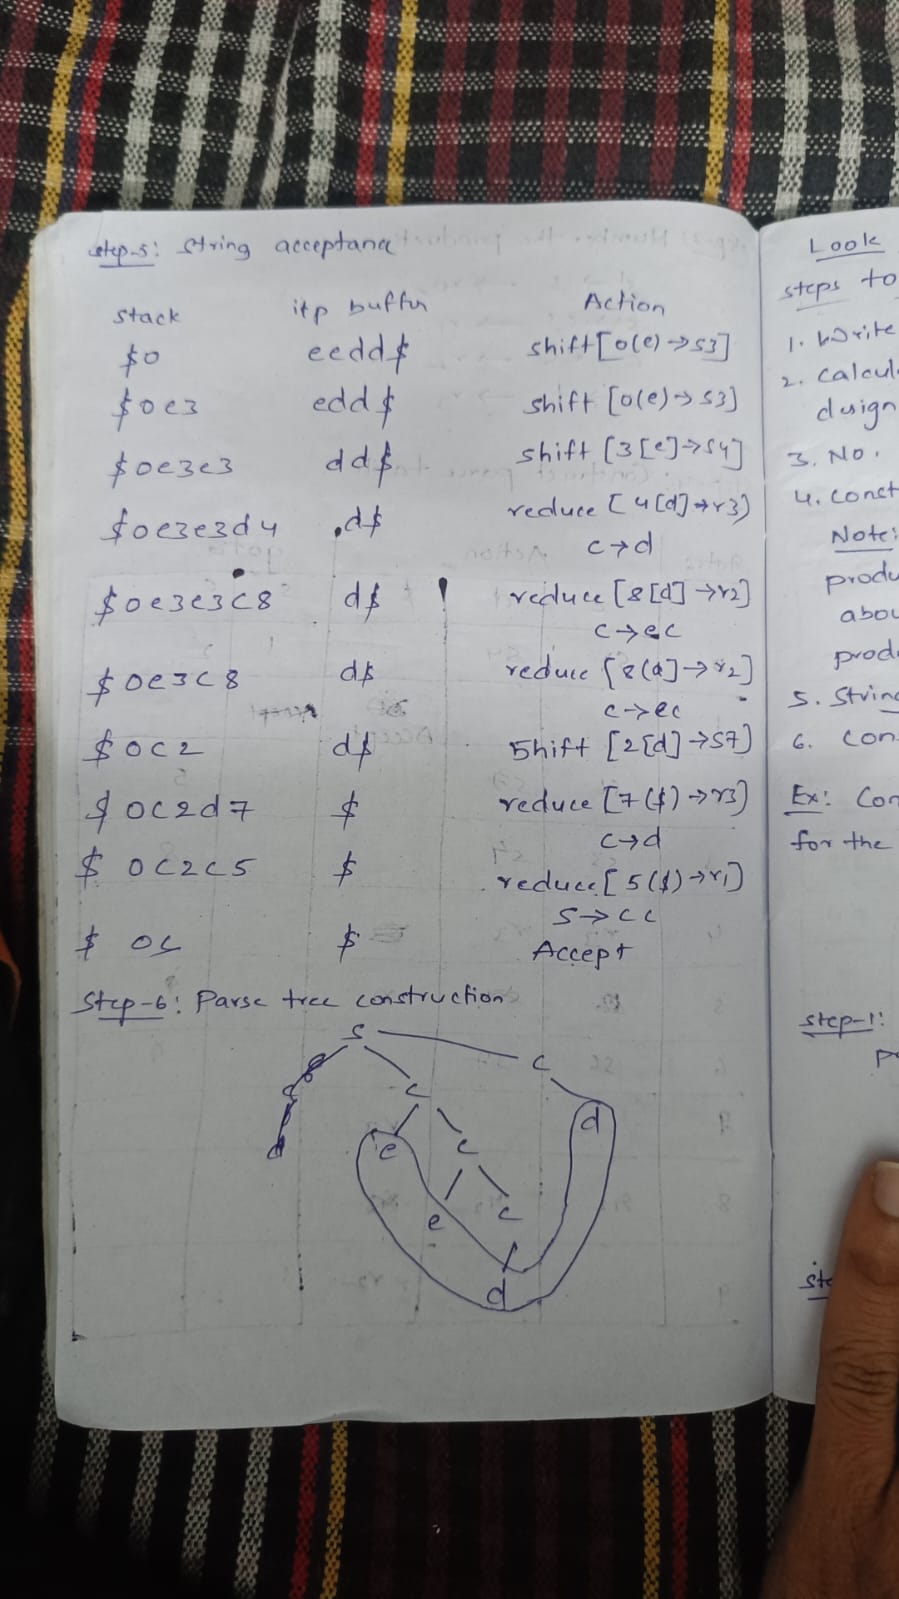 step-5: String acceptance
stack i/p buffer Action
$0 eedd$ shift [0(e)→s3]
$0e3 edd$ shift [0(e)→s3]
$0e3e3 dd$ shift [3[e]→s4]
$0e3e3d4 d$ reduce [4[d]→r3)
c→d
$0e3e3c8 d$ reduce [8[d]→r2]
c→ec
$0e3c8 d$ reduce [8(d]→r2]
c→ec
$0c2 d$ Shift [2[d]→s7)
$0c2d7 $ reduce [7($)→r3)
c→d
$ 0c2c5 $ reduce [5($)→r1)
S→cc
$ 0s $ Accept
Step-6: Parse tree construction
S
c
c
e c d
e c
d
Look
steps to
1. Write
2. Calcul
design
3. No.
4. Const
Note:
produ
abou
prod
5. String
6. Con
Ex: Con
for the
step-1:
P
ste